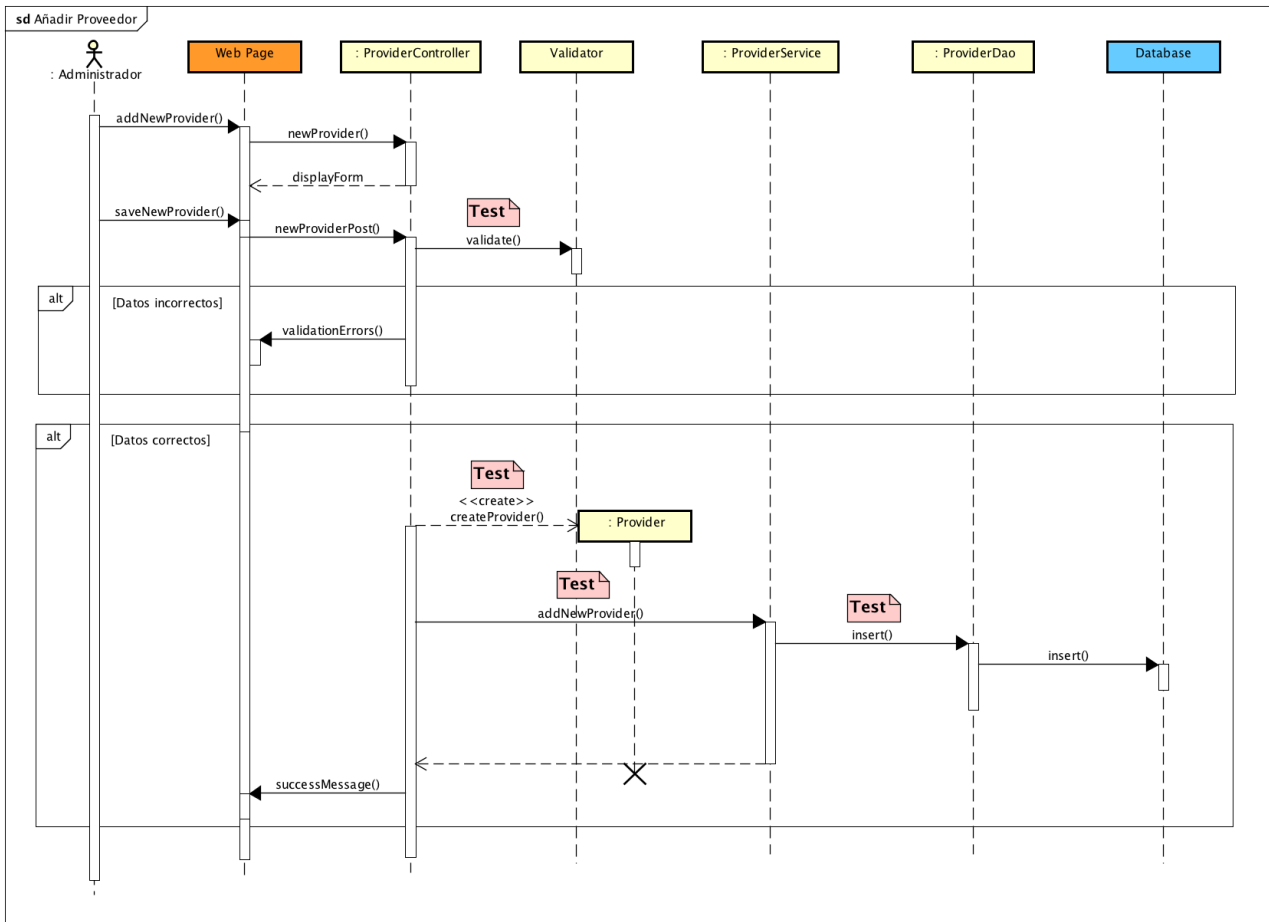 sd Añadir Proveedor
: Administrador
Web Page
: ProviderController
Validator
: ProviderService
: ProviderDao
Database
addNewProvider()
newProvider()
displayForm
saveNewProvider()
Test
newProviderPost()
validate()
alt
[Datos incorrectos]
validationErrors()
alt
[Datos correctos]
Test
<<create>>
createProvider()
: Provider
Test
addNewProvider()
Test
insert()
insert()
successMessage()